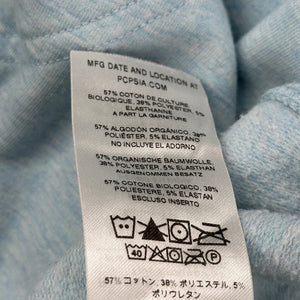 MFG DATE AND LOCATION AT
PCPSIA.COM
57% COTON DE CULTURE
BIOLOGIQUE, 38% POLYESTER, 5%
ELASTHANNE
A PART LA GARNITURE
57% ALGODÓN ORGÁNICO, 38%
POLIÉSTER, 5% ELASTANO
NO INCLUYE EL ADORNO
57% ORGANISCHE BAUMWOLLE,
38% POLYESTER, 5% ELASTHAN
AUSGENOMMEN BESATZ
57% COTONE BIOLOGICO, 38%
POLIESTERE, 5% ELASTAN
ESCLUSO INSERTO
40
P
57% コットン, 38% ポリエステル, 5%
ポリウレタン